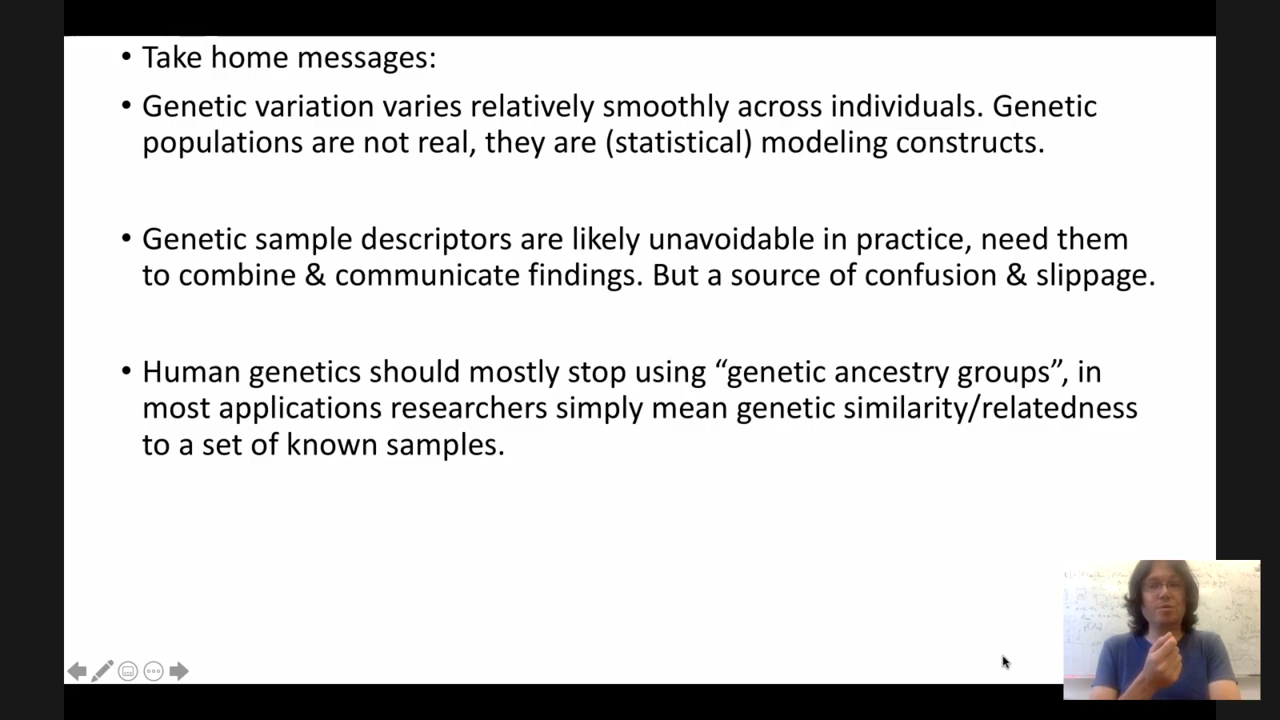 • Take home messages:
• Genetic variation varies relatively smoothly across individuals. Genetic
populations are not real, they are (statistical) modeling constructs.
• Genetic sample descriptors are likely unavoidable in practice, need them
to combine & communicate findings. But a source of confusion & slippage.
• Human genetics should mostly stop using “genetic ancestry groups”, in
most applications researchers simply mean genetic similarity/relatedness
to a set of known samples.